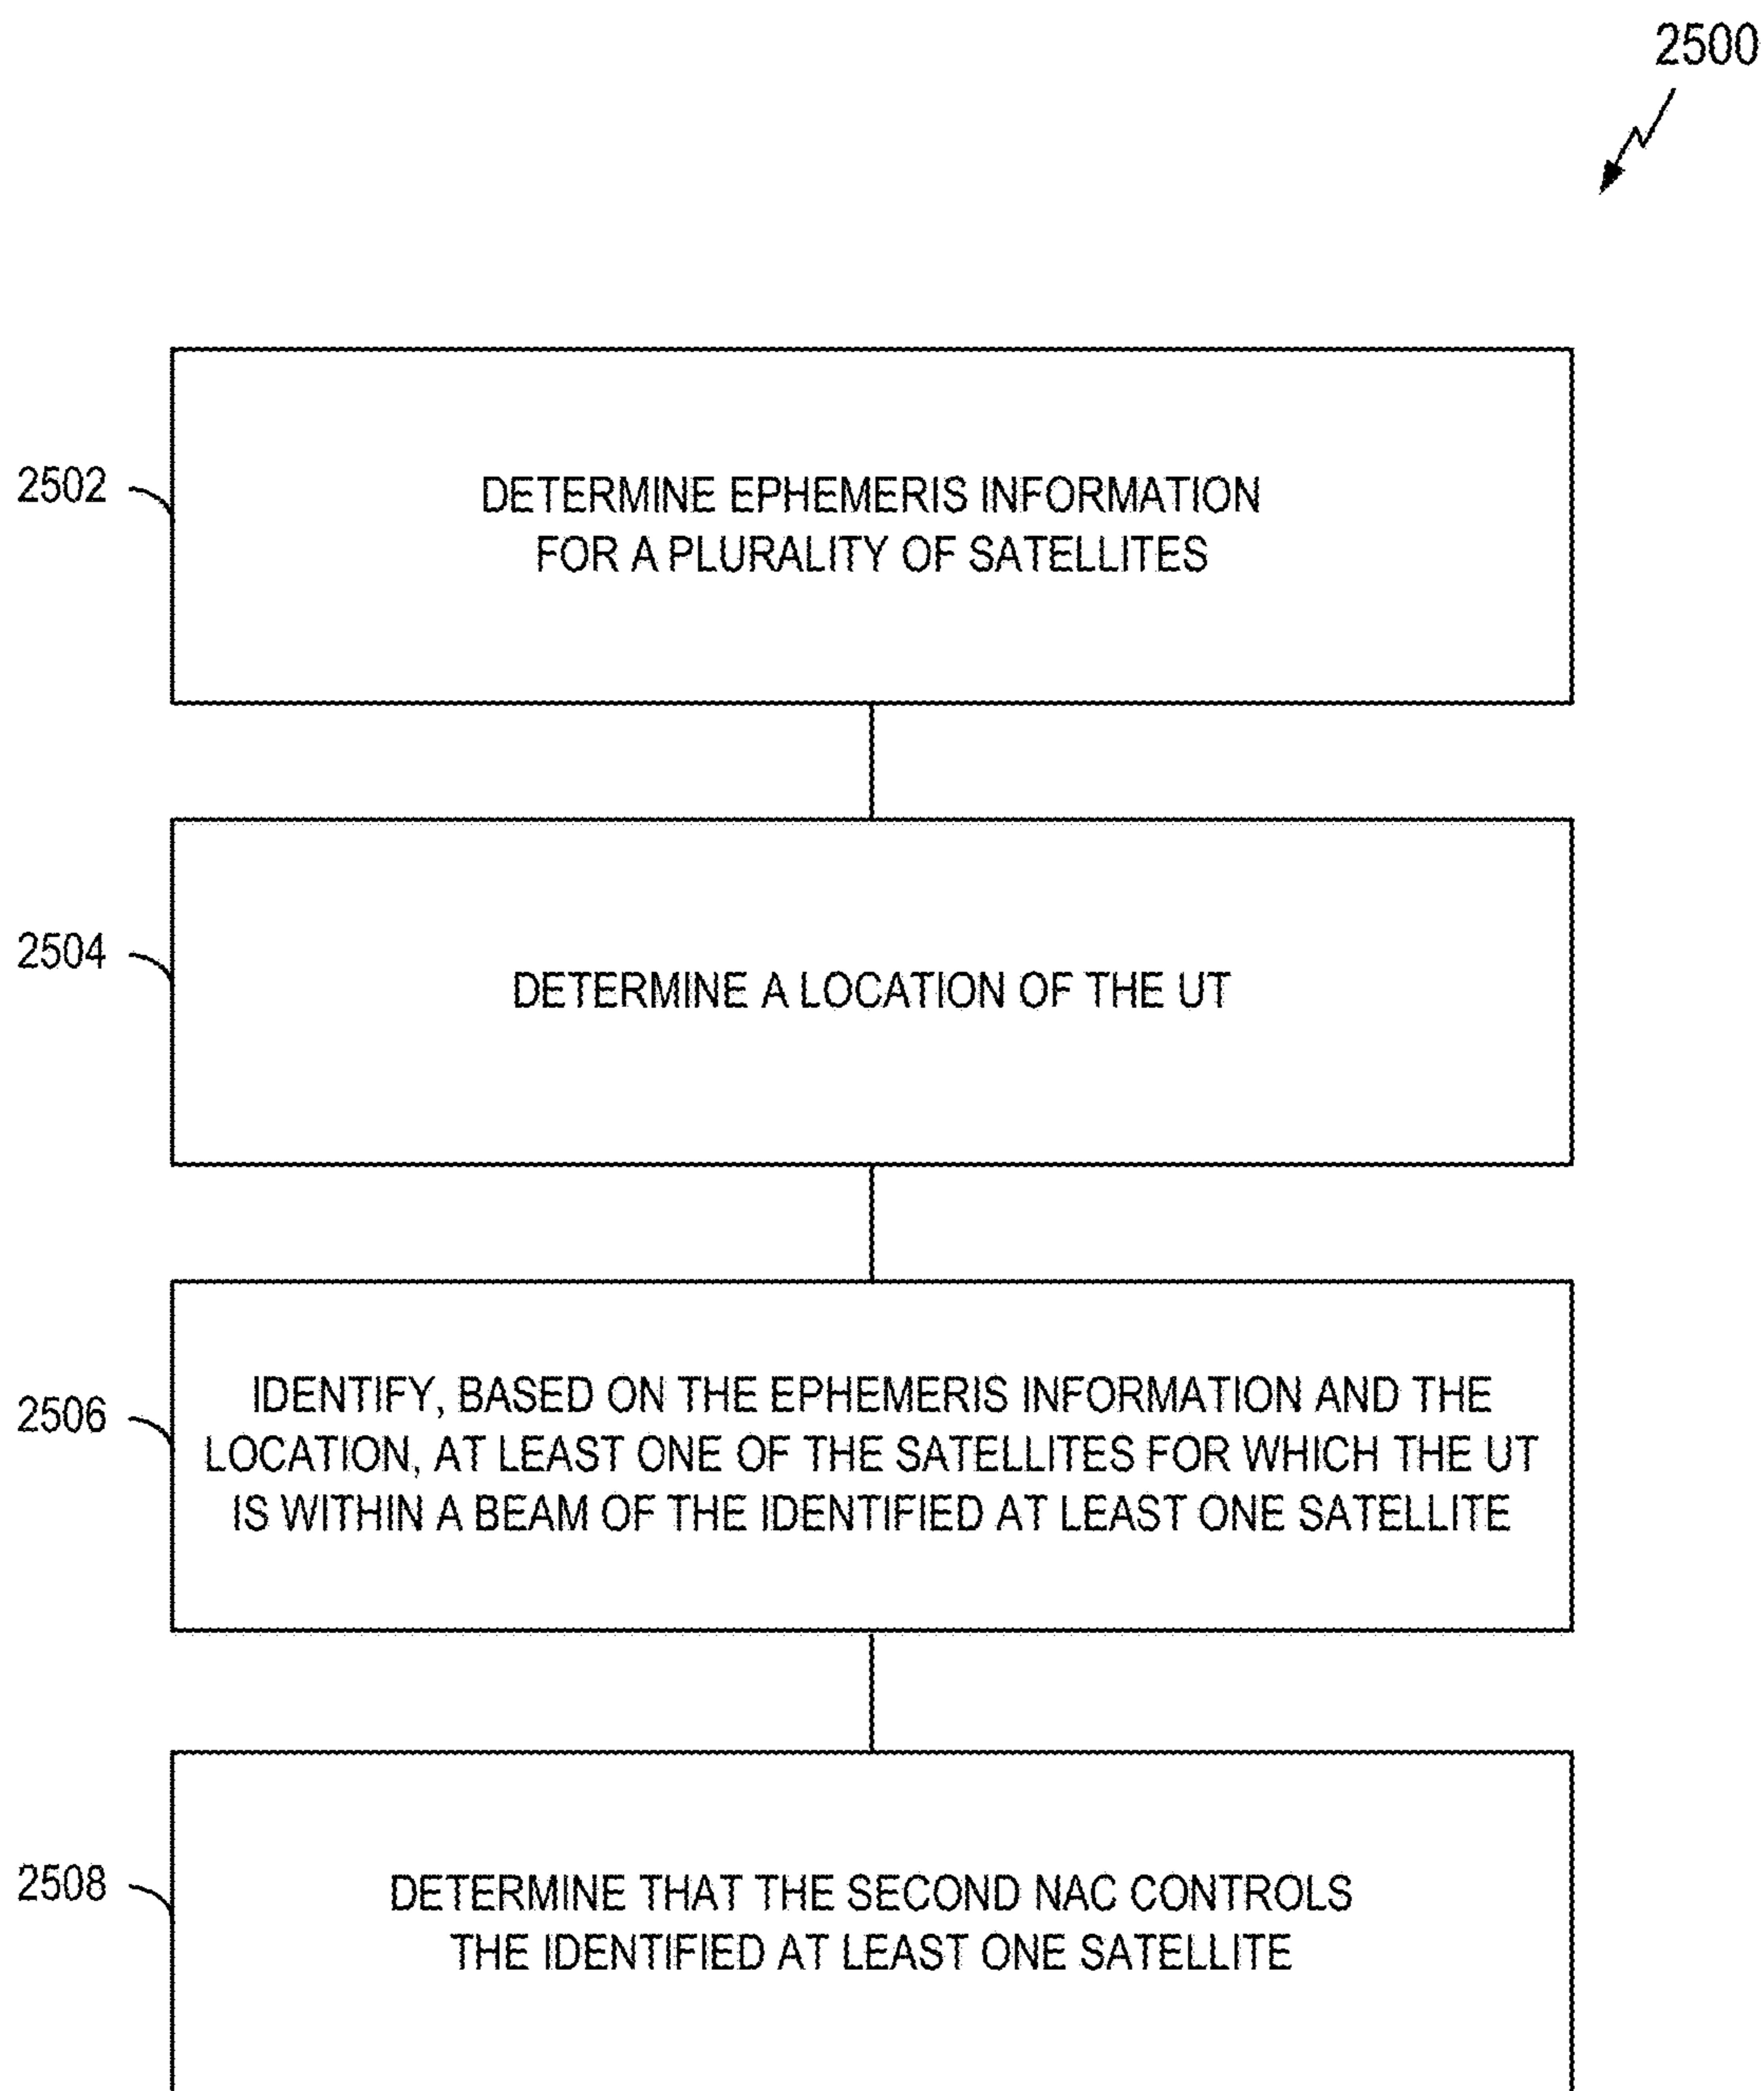 2500
2502
DETERMINE EPHEMERIS INFORMATION
FOR A PLURALITY OF SATELLITES
2504
DETERMINE A LOCATION OF THE UT
2506
IDENTIFY, BASED ON THE EPHEMERIS INFORMATION AND THE
LOCATION, AT LEAST ONE OF THE SATELLITES FOR WHICH THE UT
IS WITHIN A BEAM OF THE IDENTIFIED AT LEAST ONE SATELLITE
2508
DETERMINE THAT THE SECOND NAC CONTROLS
THE IDENTIFIED AT LEAST ONE SATELLITE